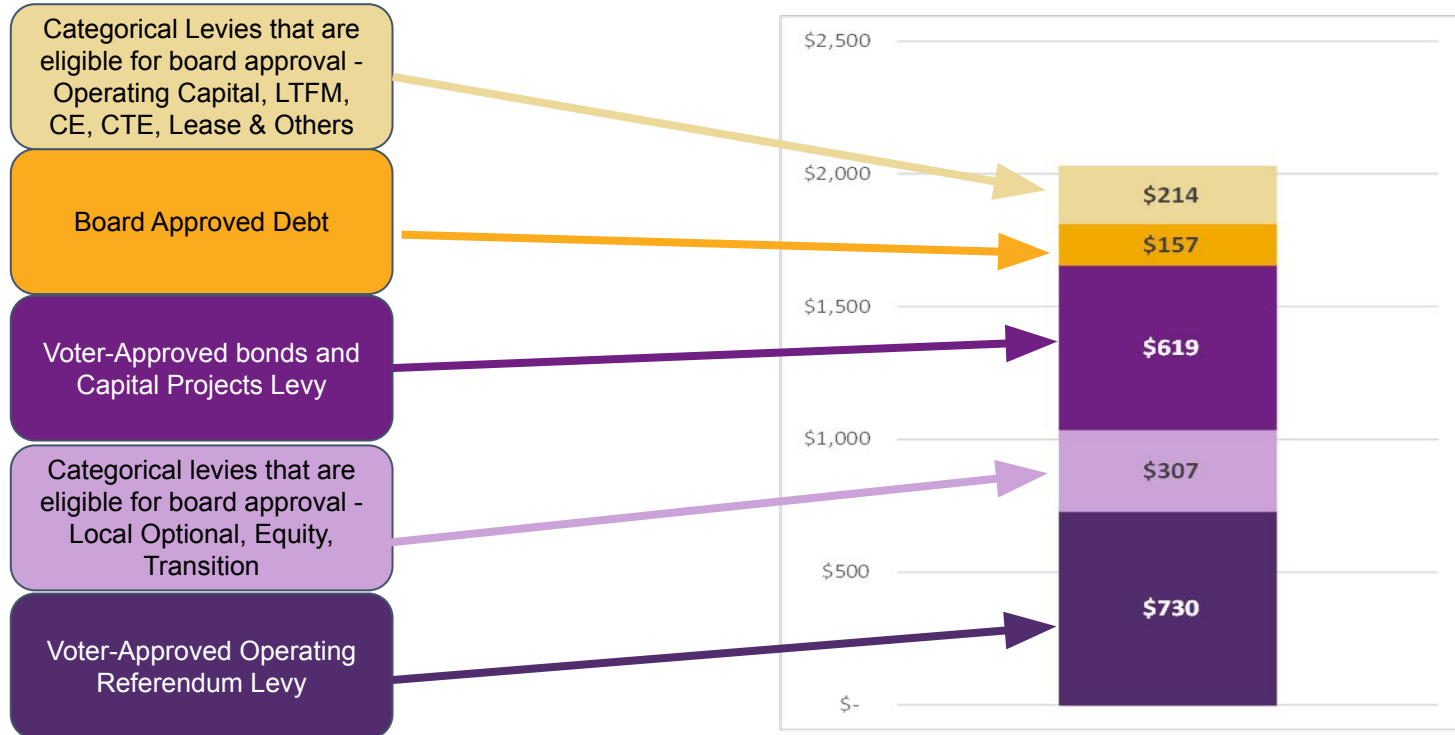 Categorical Levies that are
eligible for board approval -
Operating Capital, LTFM,
CE, CTE, Lease & Others
Board Approved Debt
Voter-Approved bonds and
Capital Projects Levy
Categorical levies that are
eligible for board approval -
Local Optional, Equity,
Transition
Voter-Approved Operating
Referendum Levy
$2,500
$2,000
$1,500
$1,000
$500
$-
$214
$157
$619
$307
$730